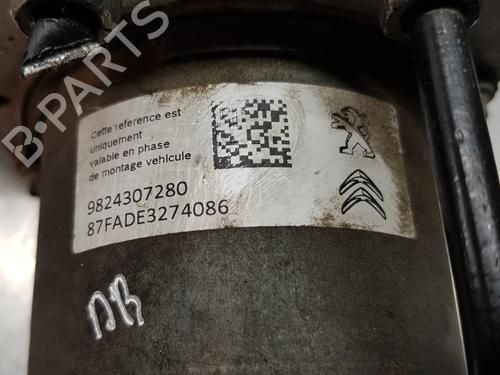 B-PARTS
Cette reference est
uniquement
valable en phase
de montage vehicule
9824307280
87FADE3274086